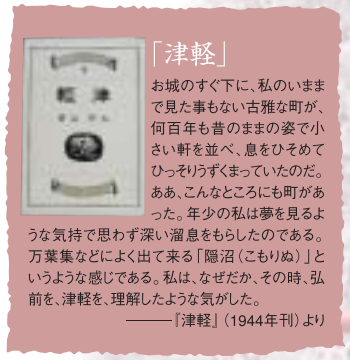 「津軽」
お城のすぐ下に、私のいまま
で見た事もない古雅な町が、
何百年も昔のままの姿で小
さい軒を並べ、息をひそめて
ひっそりうずくまっていたのだ。
ああ、こんなところにも町があ
った。年少の私は夢を見るよ
うな気持で思わず深い溜息をもらしたのである。
万葉集などによく出て来る「隠沼（こもりぬ）」と
いうような感じである。私は、なぜだか、その時、弘
前を、津軽を、理解したような気がした。
———『津軽』（1944年刊）より
軽津